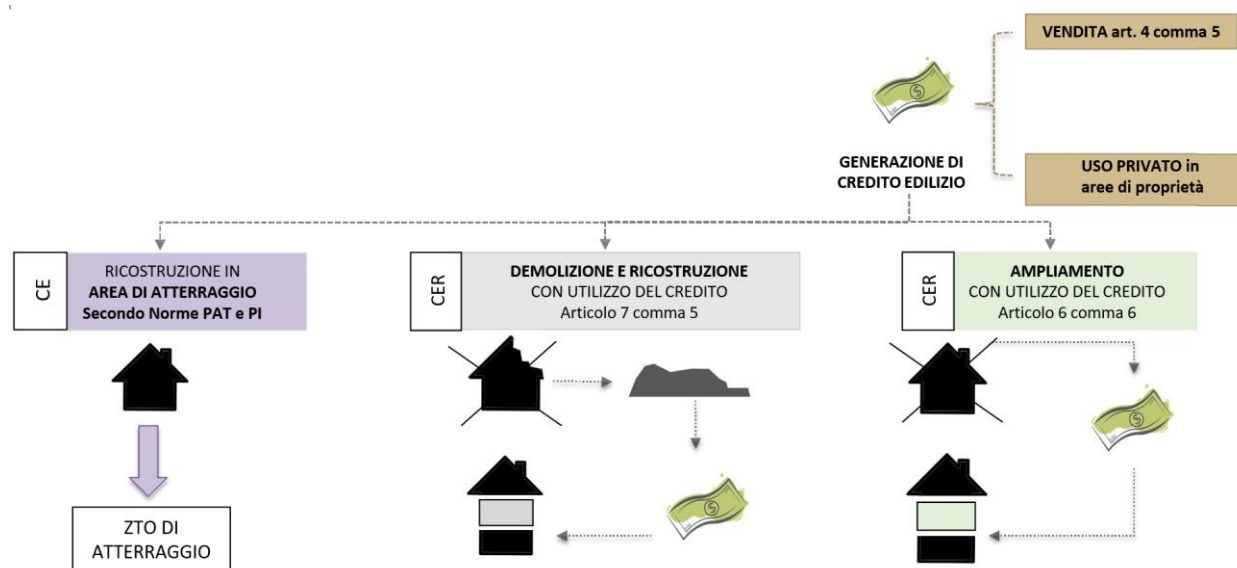 VENDITA art. 4 comma 5
GENERAZIONE DI
CREDITO EDILIZIO
USO PRIVATO in
aree di proprietà
CE
RICOSTRUZIONE IN
AREA DI ATTERRAGGIO
Secondo Norme PAT e PI
CER
DEMOLIZIONE E RICOSTRUZIONE
CON UTILIZZO DEL CREDITO
Articolo 7 comma 5
CER
AMPLIAMENTO
CON UTILIZZO DEL CREDITO
Articolo 6 comma 6
ZTO DI
ATTERRAGGIO